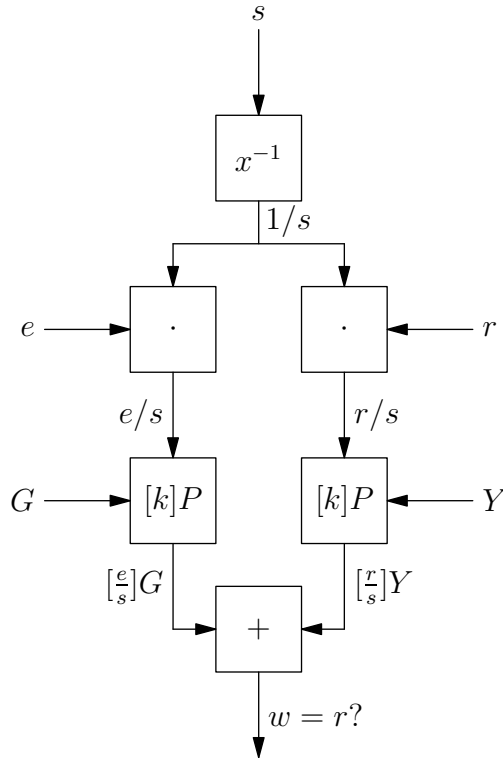 s
x⁻¹
1/s
e · · r
e/s r/s
G [k]P [k]P Y
[e/s]G [r/s]Y
+
w = r?